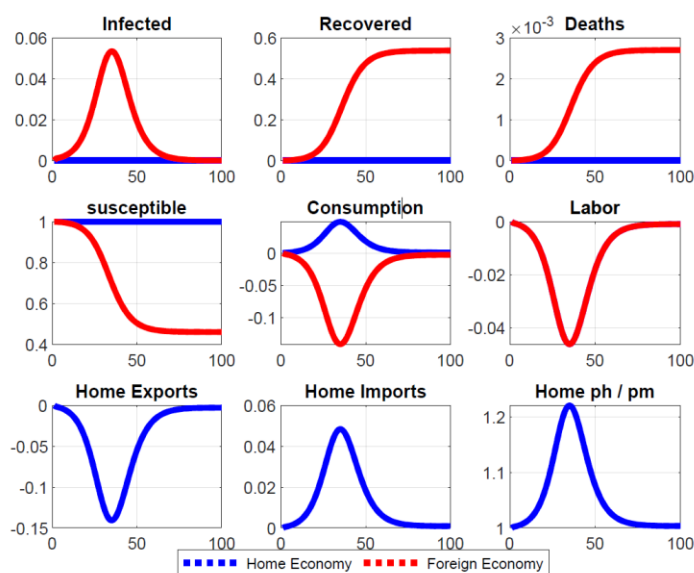 Infected
0.06
0.04
0.02
0
0 50 100
Recovered
0.6
0.4
0.2
0
0 50 100
×10⁻³ Deaths
3
2
1
0
0 50 100
susceptible
1
0.8
0.6
0.4
0 50 100
Consumption
0
-0.05
-0.1
0 50 100
Labor
0
-0.02
-0.04
0 50 100
Home Exports
0
-0.05
-0.1
-0.15
0 50 100
Home Imports
0.06
0.04
0.02
0
0 50 100
Home ph / pm
1.2
1.1
1
0 50 100
Home Economy Foreign Economy